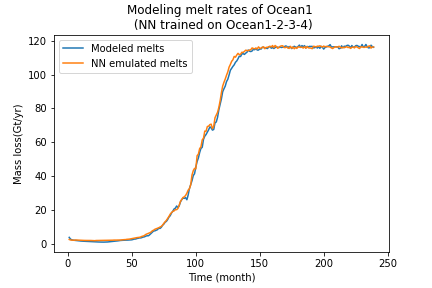 Modeling melt rates of Ocean1
(NN trained on Ocean1-2-3-4)
Modeled melts
NN emulated melts
Mass loss(Gt/yr)
120
100
80
60
40
20
0
0 50 100 150 200 250
Time (month)